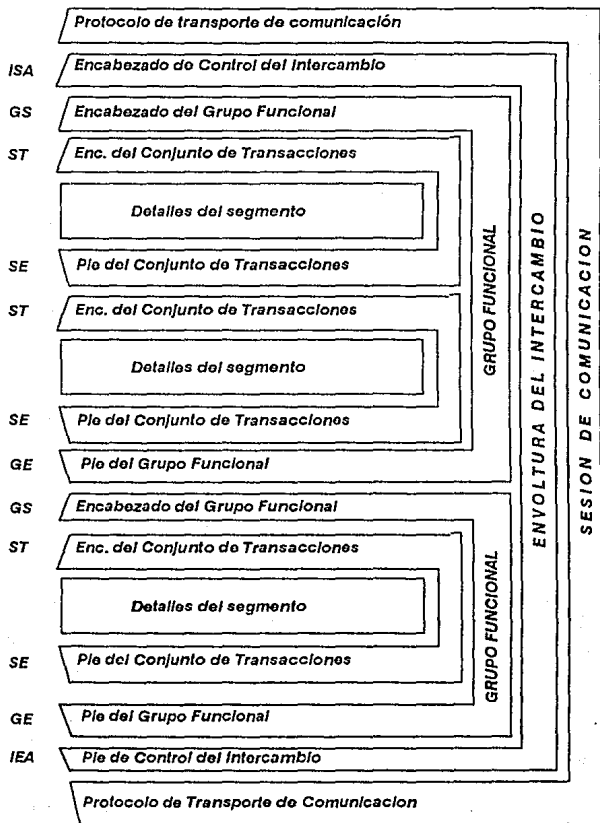 Protocolo de transporte de comunicación
ISA Encabezado de Control del Intercambio
GS Encabezado del Grupo Funcional
ST Enc. del Conjunto de Transacciones
Detalles del segmento
SE Pie del Conjunto de Transacciones
ST Enc. del Conjunto de Transacciones
Detalles del segmento
SE Pie del Conjunto de Transacciones
GE Pie del Grupo Funcional
GRUPO FUNCIONAL
GS Encabezado del Grupo Funcional
ST Enc. del Conjunto de Transacciones
Detalles del segmento
SE Pie del Conjunto de Transacciones
GE Pie del Grupo Funcional
GRUPO FUNCIONAL
IEA Pie de Control del Intercambio
ENVOLTURA DEL INTERCAMBIO
SESION DE COMUNICACION
Protocolo de Transporte de Comunicacion